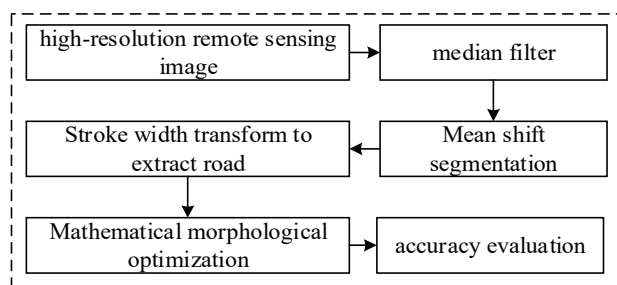 high-resolution remote sensing
image
median filter
Stroke width transform to
extract road
Mean shift
segmentation
Mathematical morphological
optimization
accuracy evaluation